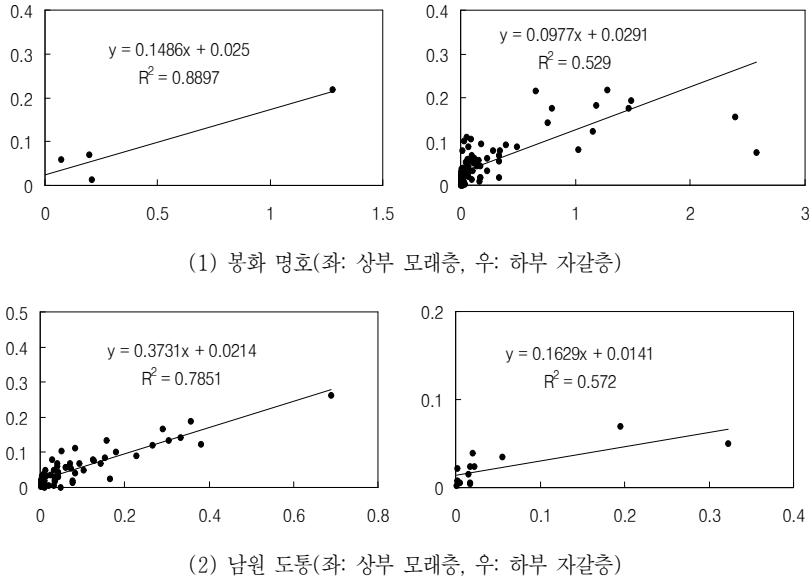 0.4
0.3
0.2
0.1
0
y = 0.1486x + 0.025
R² = 0.8897
0 0.5 1 1.5
0.4
0.3
0.2
0.1
0
y = 0.0977x + 0.0291
R² = 0.529
0 1 2 3
(1) 봉화 명호(좌: 상부 모래층, 우: 하부 자갈층)
0.5
0.4
0.3
0.2
0.1
0
y = 0.3731x + 0.0214
R² = 0.7851
0 0.2 0.4 0.6 0.8
0.2
0.1
0
y = 0.1629x + 0.0141
R² = 0.572
0 0.1 0.2 0.3 0.4
(2) 남원 도통(좌: 상부 모래층, 우: 하부 자갈층)